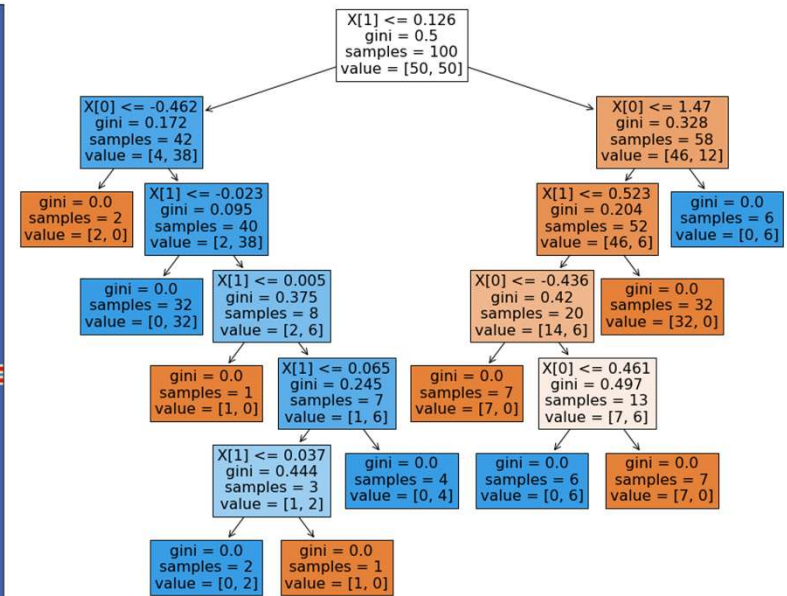 X[1] <= 0.126
gini = 0.5
samples = 100
value = [50, 50]
X[0] <= -0.462
gini = 0.172
samples = 42
value = [4, 38]
X[0] <= 1.47
gini = 0.328
samples = 58
value = [46, 12]
gini = 0.0
samples = 2
value = [2, 0]
X[1] <= -0.023
gini = 0.095
samples = 40
value = [2, 38]
X[1] <= 0.523
gini = 0.204
samples = 52
value = [46, 6]
gini = 0.0
samples = 6
value = [0, 6]
gini = 0.0
samples = 32
value = [0, 32]
X[1] <= 0.005
gini = 0.375
samples = 8
value = [2, 6]
X[0] <= -0.436
gini = 0.42
samples = 20
value = [14, 6]
gini = 0.0
samples = 32
value = [32, 0]
gini = 0.0
samples = 1
value = [1, 0]
X[1] <= 0.065
gini = 0.245
samples = 7
value = [1, 6]
gini = 0.0
samples = 7
value = [7, 0]
X[0] <= 0.461
gini = 0.497
samples = 13
value = [7, 6]
X[1] <= 0.037
gini = 0.444
samples = 3
value = [1, 2]
gini = 0.0
samples = 4
value = [0, 4]
gini = 0.0
samples = 6
value = [0, 6]
gini = 0.0
samples = 7
value = [7, 0]
gini = 0.0
samples = 2
value = [0, 2]
gini = 0.0
samples = 1
value = [1, 0]